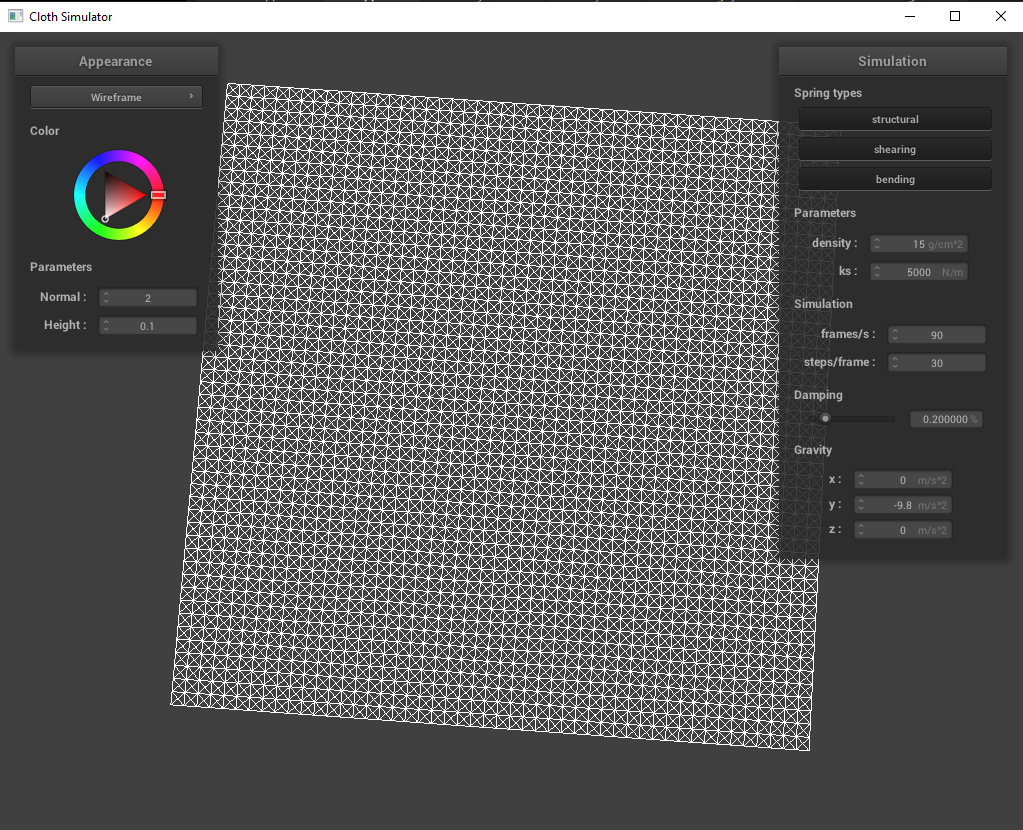 Cloth Simulator
Appearance
Wireframe
Color
Parameters
Normal : 2
Height : 0.1
Simulation
Spring types
structural
shearing
bending
Parameters
density : 15 g/cm^2
ks : 5000 N/m
Simulation
frames/s : 90
steps/frame : 30
Damping
0.200000 %
Gravity
x : 0 m/s^2
y : -9.8 m/s^2
z : 0 m/s^2